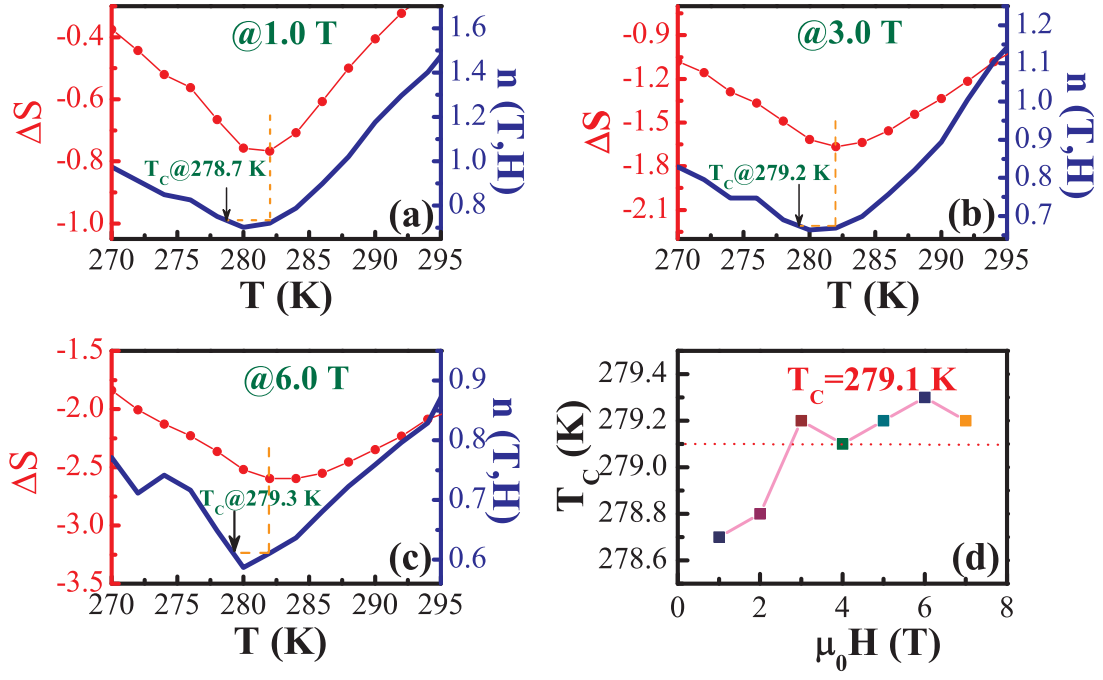 @1.0 T
-0.4
-0.6
-0.8
-1.0
ΔS
1.6
1.4
1.2
1.0
0.8
n (T,H)
T_C@278.7 K
(a)
270 275 280 285 290 295
T (K)
@3.0 T
-0.9
-1.2
-1.5
-1.8
-2.1
ΔS
1.2
1.1
1.0
0.9
0.8
0.7
n (T,H)
T_C@279.2 K
(b)
270 275 280 285 290 295
T (K)
@6.0 T
-1.5
-2.0
-2.5
-3.0
-3.5
ΔS
0.9
0.8
0.7
0.6
n (T,H)
T_C@279.3 K
(c)
270 275 280 285 290 295
T (K)
T_C=279.1 K
279.4
279.2
279.0
278.8
278.6
T_C (K)
(d)
0 2 4 6 8
μ₀H (T)